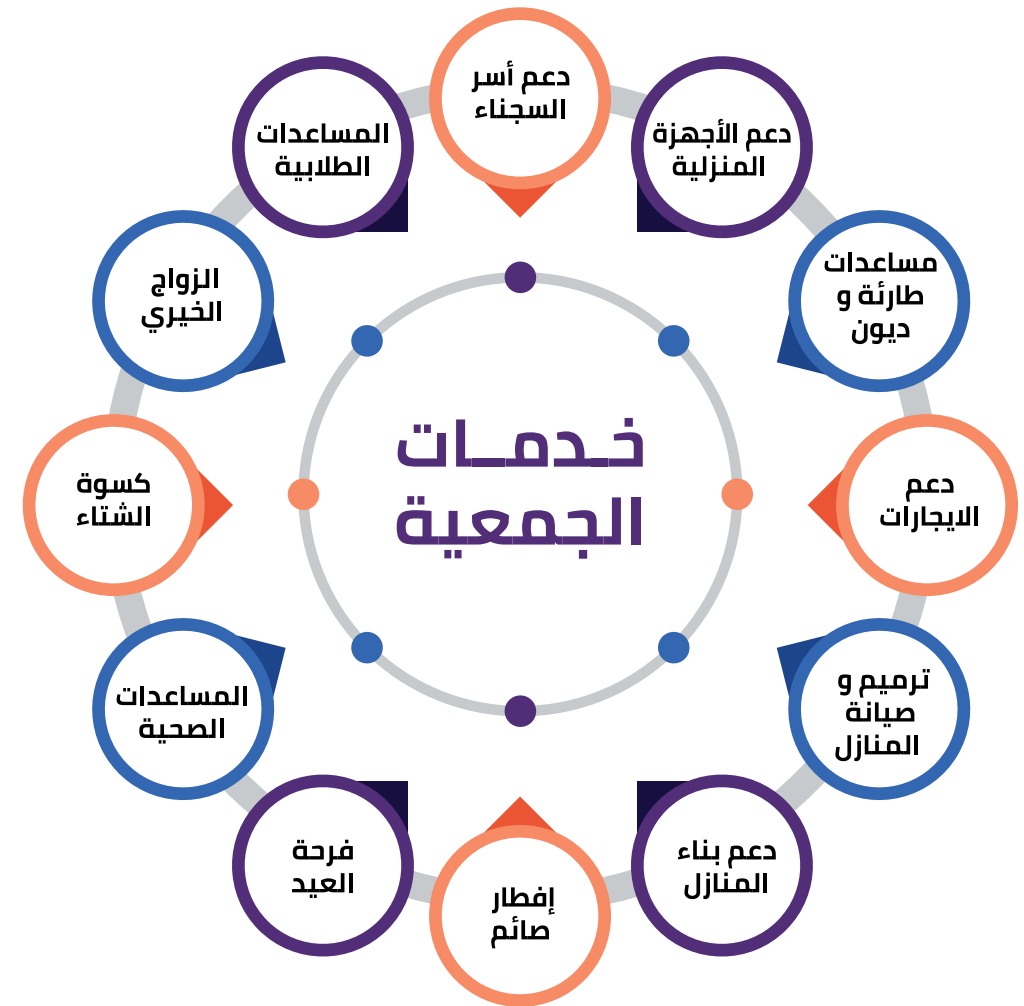 خدمات
الجمعية
دعم أسر
السجناء
دعم الأجهزة
المنزلية
مساعدات
طارئة و
ديون
دعم
الايجارات
ترميم و
صيانة
المنازل
دعم بناء
المنازل
إفطار
صائم
فرحة
العيد
المساعدات
الصحية
كسوة
الشتاء
الزواج
الخيري
المساعدات
الطلابية